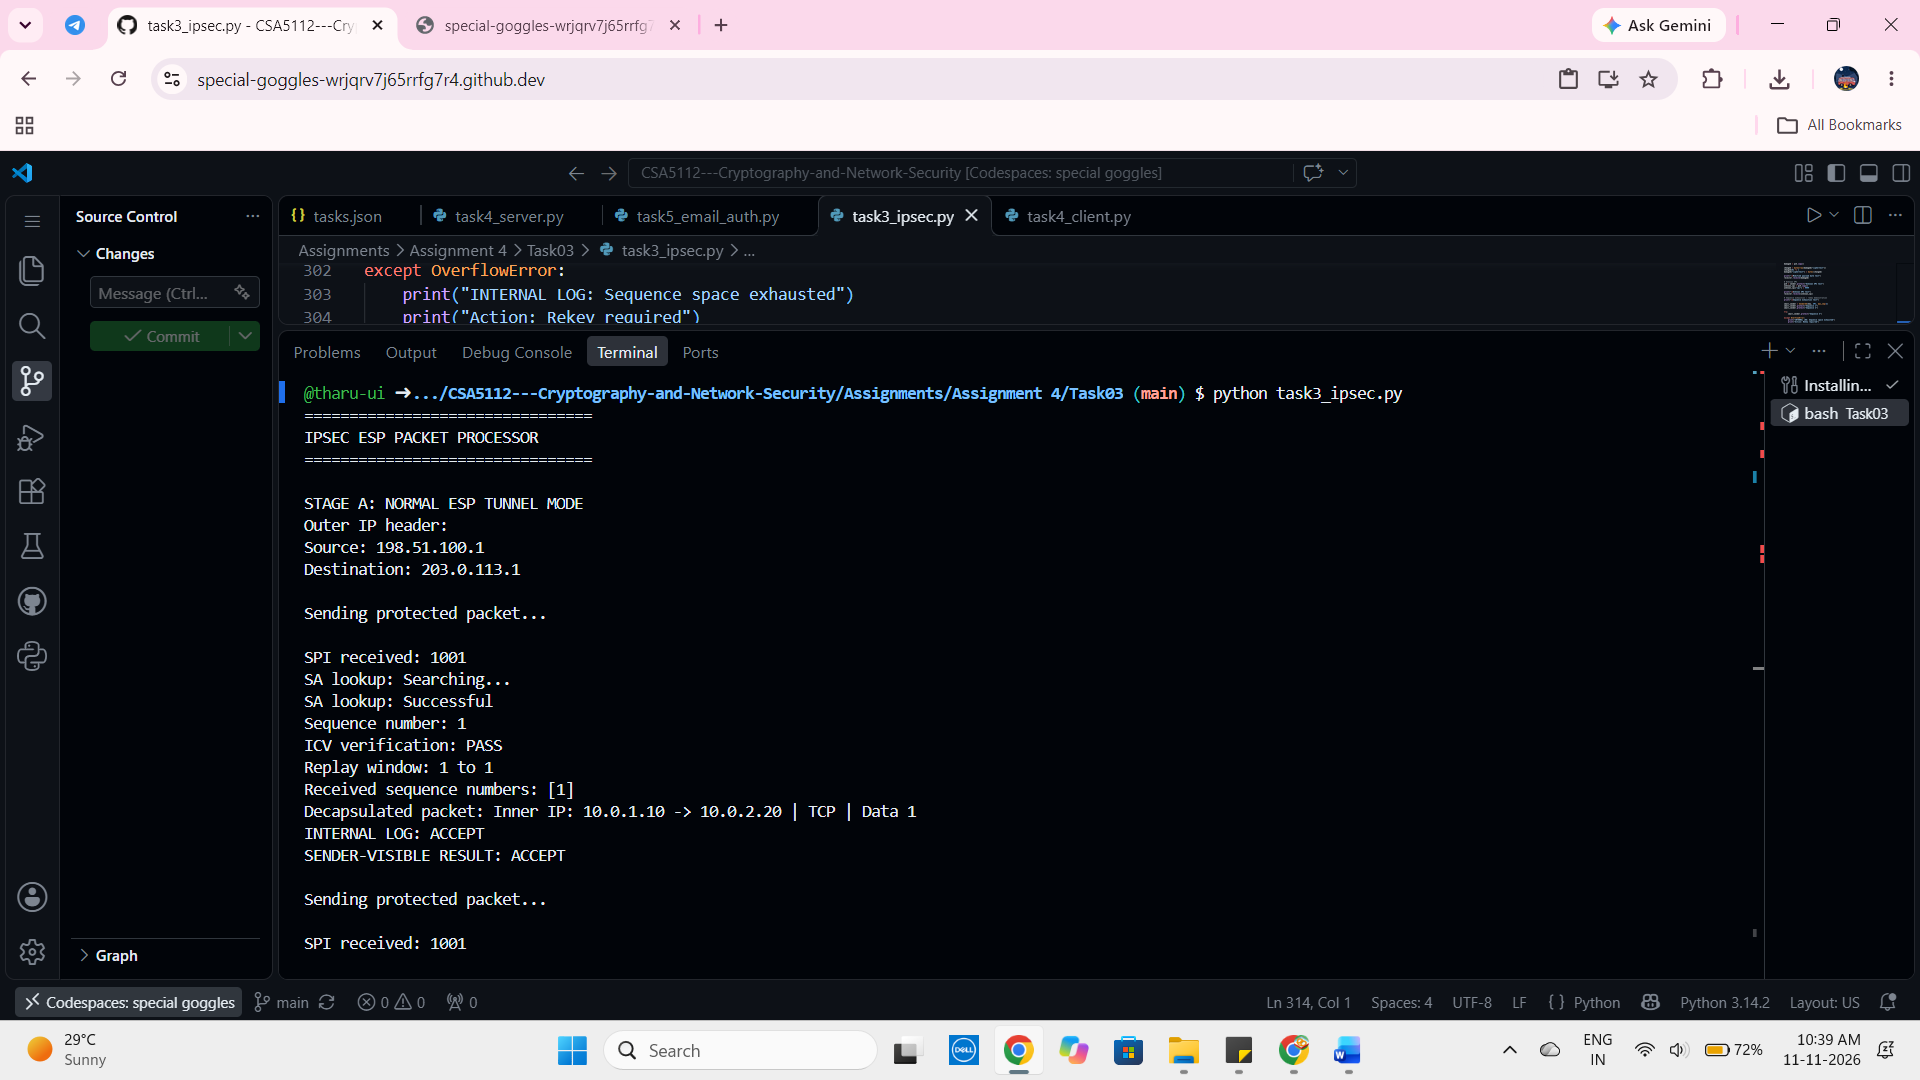 task3_ipsec.py - CSA5112---Cry
special-goggles-wrjqrv7j65rrfg7
Ask Gemini
special-goggles-wrjqrv7j65rrfg7r4.github.dev
All Bookmarks
CSA5112---Cryptography-and-Network-Security [Codespaces: special goggles]
Source Control
tasks.json
task4_server.py
task5_email_auth.py
task3_ipsec.py
task4_client.py
Changes
Assignments > Assignment 4 > Task03 > task3_ipsec.py > ...
Message (Ctrl...
Commit
302 except OverflowError:
303 print("INTERNAL LOG: Sequence space exhausted")
304 print("Action: Rekey required")
Problems
Output
Debug Console
Terminal
Ports
Installin...
bash Task03
@tharu-ui ➜.../CSA5112---Cryptography-and-Network-Security/Assignments/Assignment 4/Task03 (main) $ python task3_ipsec.py
================================
IPSEC ESP PACKET PROCESSOR
================================
STAGE A: NORMAL ESP TUNNEL MODE
Outer IP header:
Source: 198.51.100.1
Destination: 203.0.113.1
Sending protected packet...
SPI received: 1001
SA lookup: Searching...
SA lookup: Successful
Sequence number: 1
ICV verification: PASS
Replay window: 1 to 1
Received sequence numbers: [1]
Decapsulated packet: Inner IP: 10.0.1.10 -> 10.0.2.20 | TCP | Data 1
INTERNAL LOG: ACCEPT
SENDER-VISIBLE RESULT: ACCEPT
Sending protected packet...
SPI received: 1001
Graph
Codespaces: special goggles
main
0
0
0
Ln 314, Col 1
Spaces: 4
UTF-8
LF
{ } Python
Python 3.14.2
Layout: US
29°C
Sunny
Search
DELL
ENG
IN
72%
10:39 AM
11-11-2026